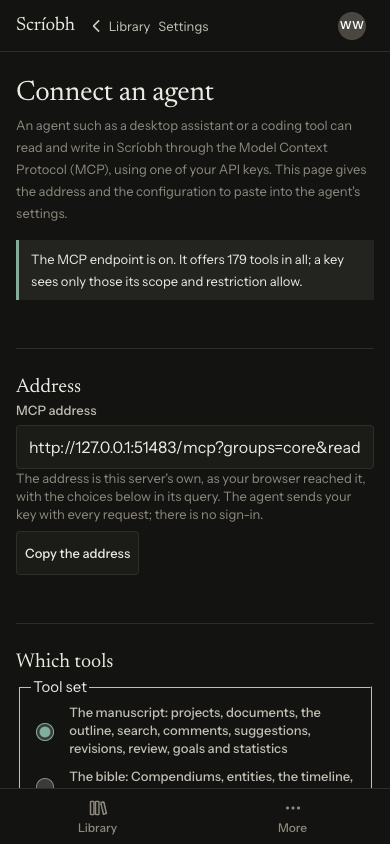 Scríobh
Library Settings
WW
Connect an agent
An agent such as a desktop assistant or a coding tool can
read and write in Scríobh through the Model Context
Protocol (MCP), using one of your API keys. This page gives
the address and the configuration to paste into the agent's
settings.
The MCP endpoint is on. It offers 179 tools in all; a key
sees only those its scope and restriction allow.
Address
MCP address
http://127.0.0.1:51483/mcp?groups=core&read
The address is this server's own, as your browser reached it,
with the choices below in its query. The agent sends your
key with every request; there is no sign-in.
Copy the address
Which tools
Tool set
The manuscript: projects, documents, the
outline, search, comments, suggestions,
revisions, review, goals and statistics
The bible: Compendiums, entities, the timeline,
Library
More